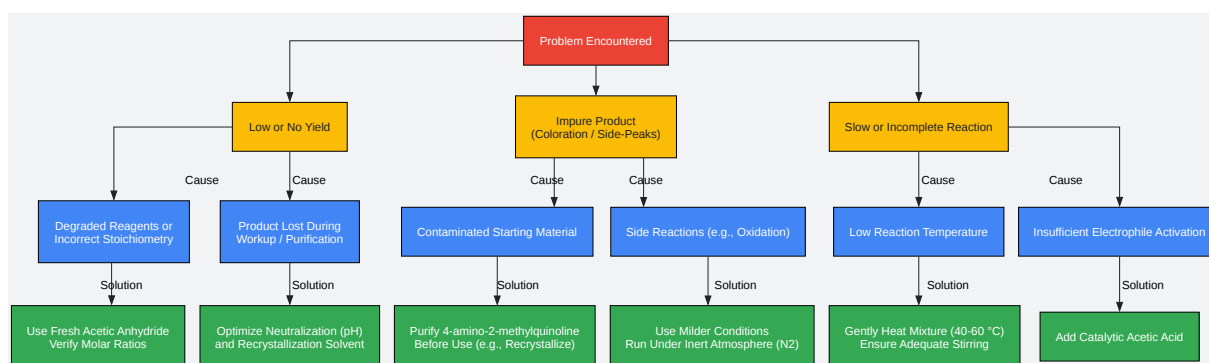 Problem Encountered
Low or No Yield
Impure Product
(Coloration / Side-Peaks)
Slow or Incomplete Reaction
Cause
Cause
Cause
Cause
Cause
Cause
Degraded Reagents or
Incorrect Stoichiometry
Product Lost During
Workup / Purification
Contaminated Starting Material
Side Reactions (e.g., Oxidation)
Low Reaction Temperature
Insufficient Electrophile Activation
Solution
Solution
Solution
Solution
Solution
Solution
Use Fresh Acetic Anhydride
Verify Molar Ratios
Optimize Neutralization (pH)
and Recrystallization Solvent
Purify 4-amino-2-methylquinoline
Before Use (e.g., Recrystallize)
Use Milder Conditions
Run Under Inert Atmosphere (N2)
Gently Heat Mixture (40-60 °C)
Ensure Adequate Stirring
Add Catalytic Acetic Acid